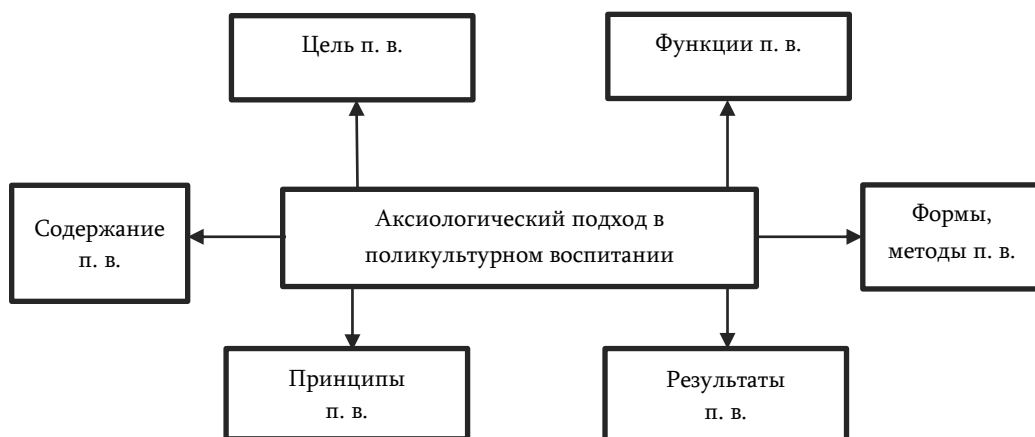 Цель п. в.
Функции п. в.
Содержание
п. в.
Аксиологический подход в
поликультурном воспитании
Формы,
методы п. в.
Принципы
п. в.
Результаты
п. в.